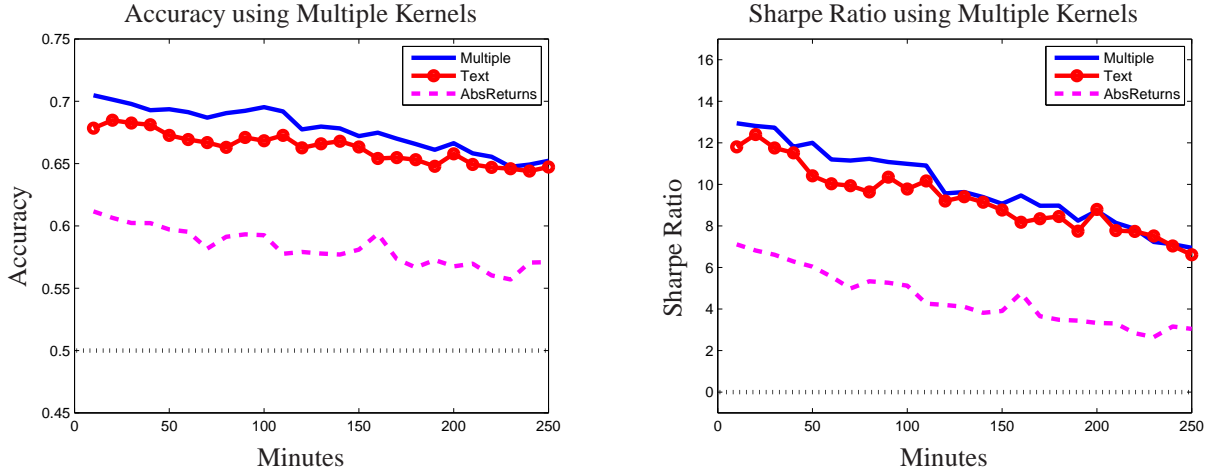 Accuracy using Multiple Kernels
0.75
0.7
0.65
0.6
0.55
0.5
0.45
Accuracy
Multiple
Text
AbsReturns
0 50 100 150 200 250
Minutes
Sharpe Ratio using Multiple Kernels
16
14
12
10
8
6
4
2
0
Sharpe Ratio
Multiple
Text
AbsReturns
0 50 100 150 200 250
Minutes